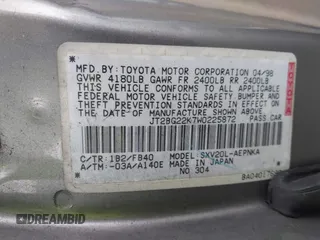 MFD. BY: TOYOTA MOTOR CORPORATION 04/98
GVWR 4180LB GAWR FR 2400LB RR 2400LB
THIS VEHICLE CONFORMS TO ALL APPLICABLE
FEDERAL MOTOR VEHICLE SAFETY, BUMPER, AND
THEFT PREVENTION STANDARDS IN EFFECT ON
THE DATE OF MANUFACTURE SHOWN ABOVE.
JT2BG22K7W0225972
PASS. CAR
C/TR: 1B2/FB40 MODEL: SXV20L-AEPNKA
A/TM: -03A/A140E MADE IN JAPAN
NO 304
AUTOBIDMASTER